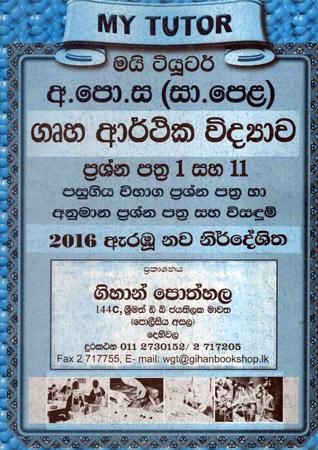 MY TUTOR
මයි ටියුටර්
අ.පො.ස (සා.පෙළ)
ගෘහ ආර්ථික විද්‍යාව
ප්‍රශ්න පත්‍ර 1 සහ 11
පසුගිය විභාග ප්‍රශ්න පත්‍ර හා
අනුමාන ප්‍රශ්න පත්‍ර සහ විසඳුම්
2016 ඇරඹූ නව නිර්දේශිත
ප්‍රකාශනය
ගිහාන් පොත්හල
144C, ශ්‍රීමත් ඩී බී ජයතිලක මාවත
(පොලීසිය අසල)
දෙහිවල
දුරකථන 011 2730152/ 2 717205
Fax 2 717755, E- mail: wgt@gihanbookshop.lk